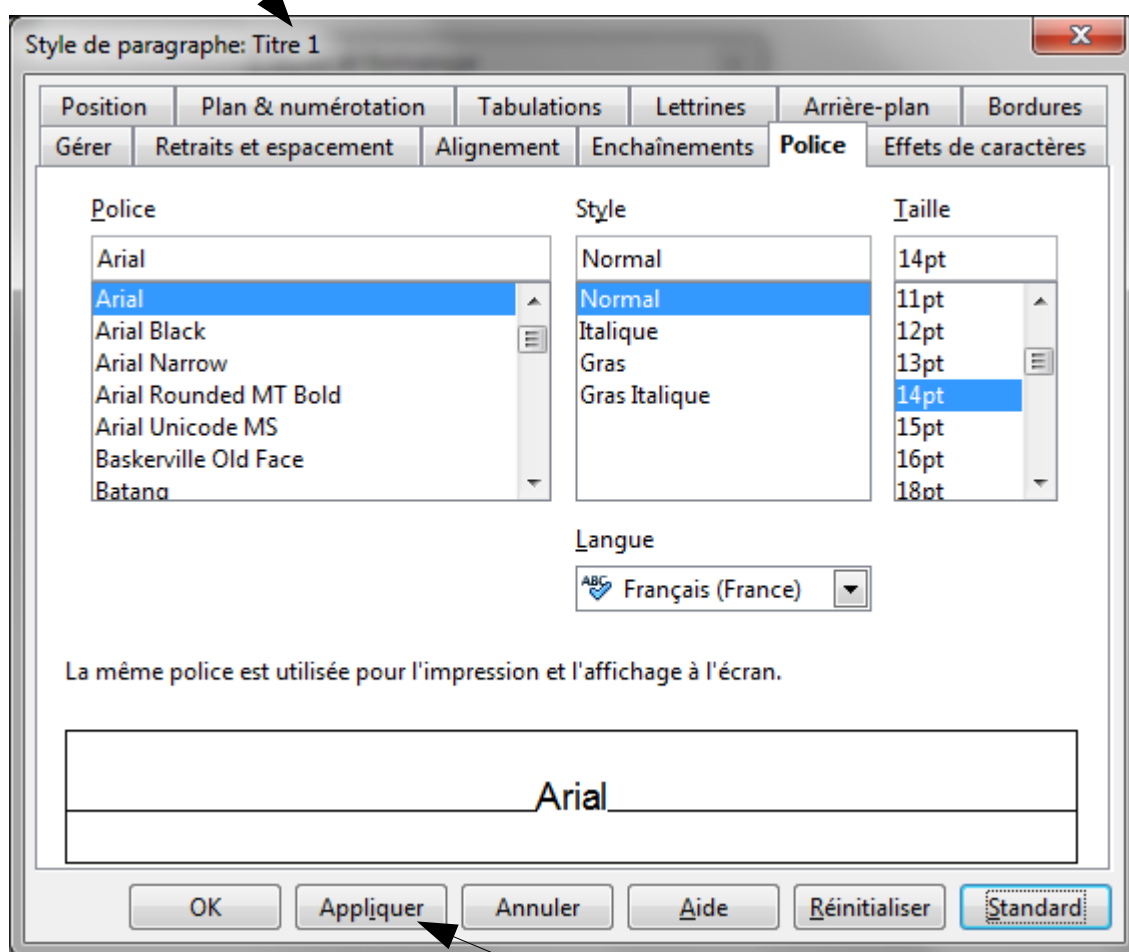 Style de paragraphe: Titre 1
x
Position Plan & numérotation Tabulations Lettrines Arrière-plan Bordures
Gérer Retraits et espacement Alignement Enchaînements Police Effets de caractères
Police Style Taille
Arial Normal 14pt
Arial Normal 11pt
Arial Black Italique 12pt
Arial Narrow Gras 13pt
Arial Rounded MT Bold Gras Italique 14pt
Arial Unicode MS 15pt
Baskerville Old Face 16pt
Batang 18pt
Langue
ABC Français (France)
La même police est utilisée pour l'impression et l'affichage à l'écran.
Arial
OK Appliquer Annuler Aide Réinitialiser Standard